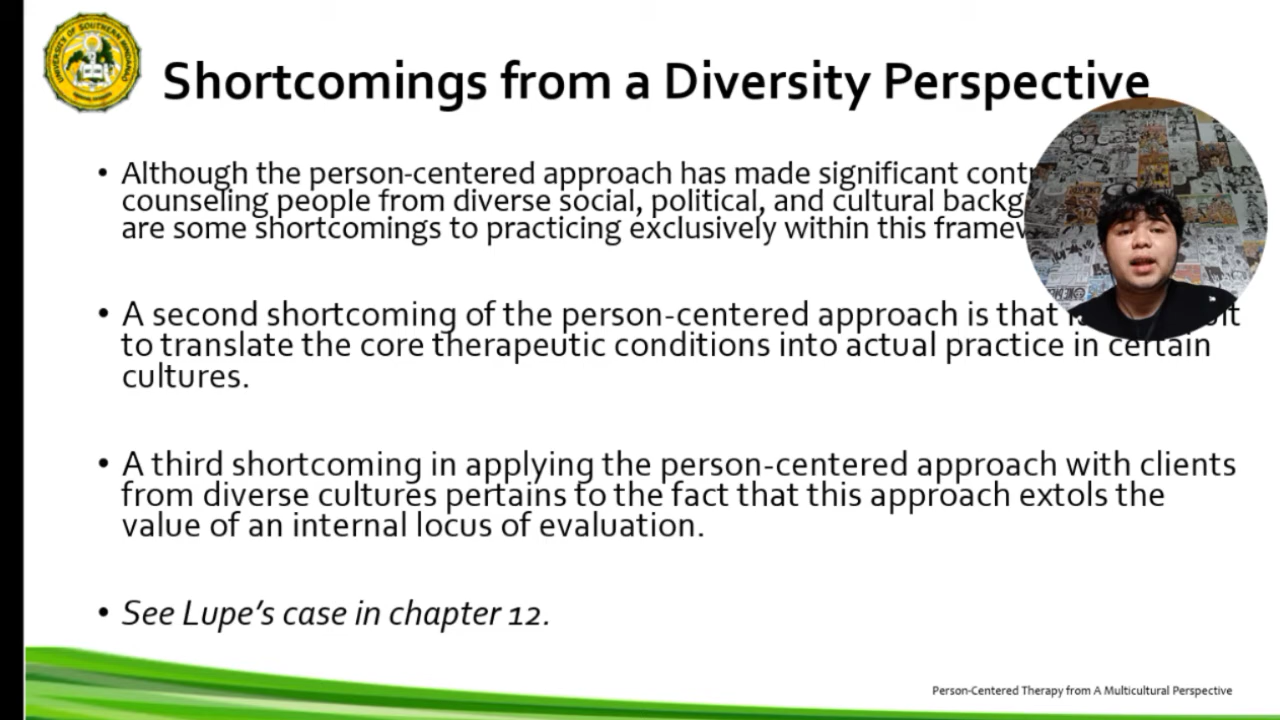 UNIVERSITY OF SOUTHERN MINDANAO
Shortcomings from a Diversity Perspective
• Although the person-centered approach has made significant
counseling people from diverse social, political, and cultural
are some shortcomings to practicing exclusively within this
• A second shortcoming of the person-centered approach is that
to translate the core therapeutic conditions into actual practice in certain
cultures.
• A third shortcoming in applying the person-centered approach with clients
from diverse cultures pertains to the fact that this approach extols the
value of an internal locus of evaluation.
• See Lupe's case in chapter 12.
Person-Centered Therapy from A Multicultural Perspective